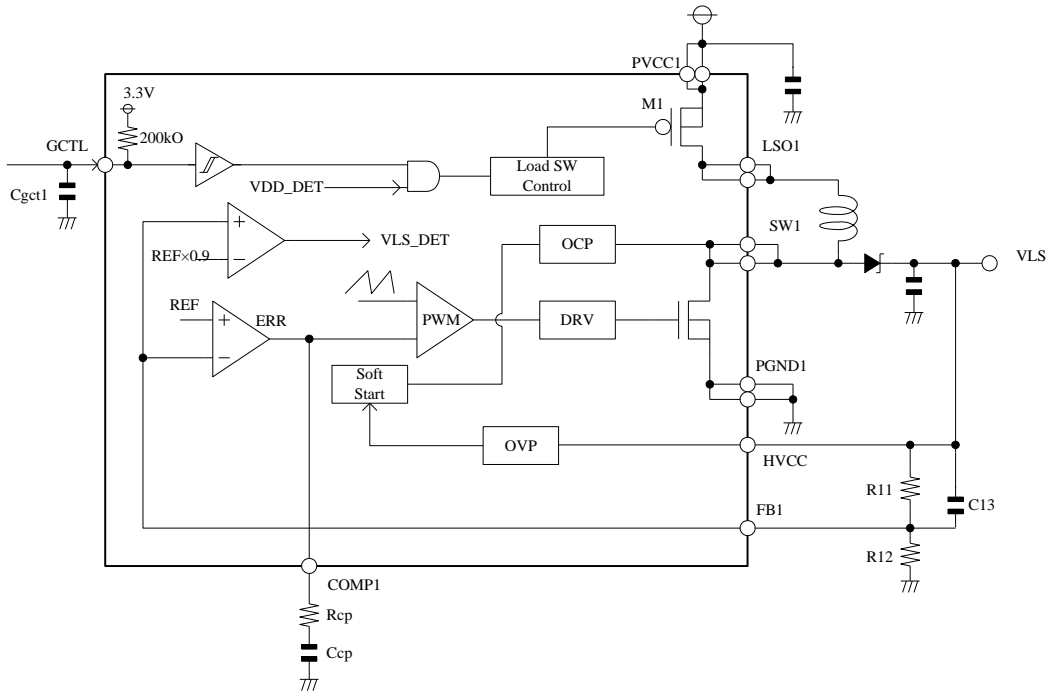 PVCC1
3.3V
M1
GCTL
200kO
LSO1
Load SW
Control
VDD_DET
Cgct1
SW1
OCP
VLS_DET
REF×0.9
VLS
REF
ERR
PWM
DRV
PGND1
Soft
Start
OVP
HVCC
R11
C13
FB1
R12
COMP1
Rcp
Ccp
+
−
+
−